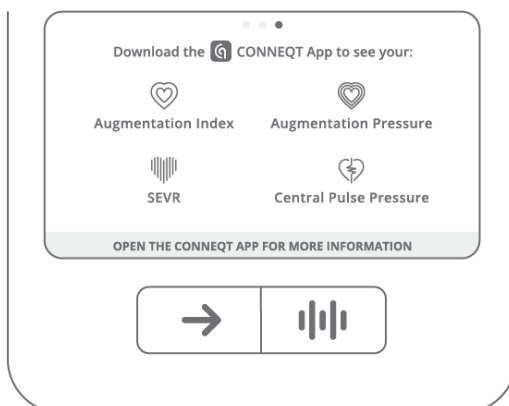 Download the CONNEQT App to see your:
Augmentation Index
Augmentation Pressure
SEVR
Central Pulse Pressure
OPEN THE CONNEQT APP FOR MORE INFORMATION